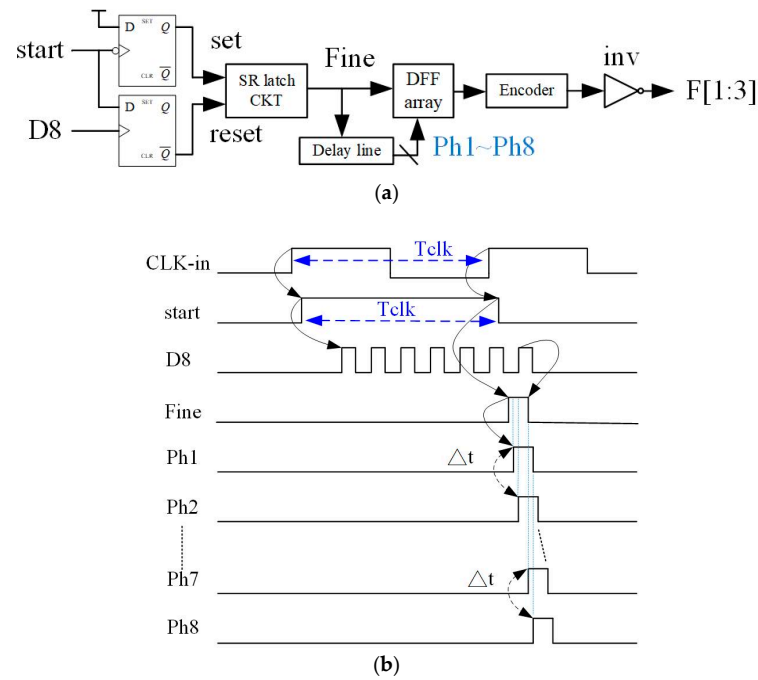 D SET Q
CLR Q
start
set
D SET Q
CLR Q
D8
reset
SR latch
CKT
Fine
Delay line
DFF
array
Ph1~Ph8
Encoder
inv
F[1:3]
(a)
CLK-in
Tclk
start
Tclk
D8
Fine
Ph1
△t
Ph2
Ph7
△t
Ph8
(b)